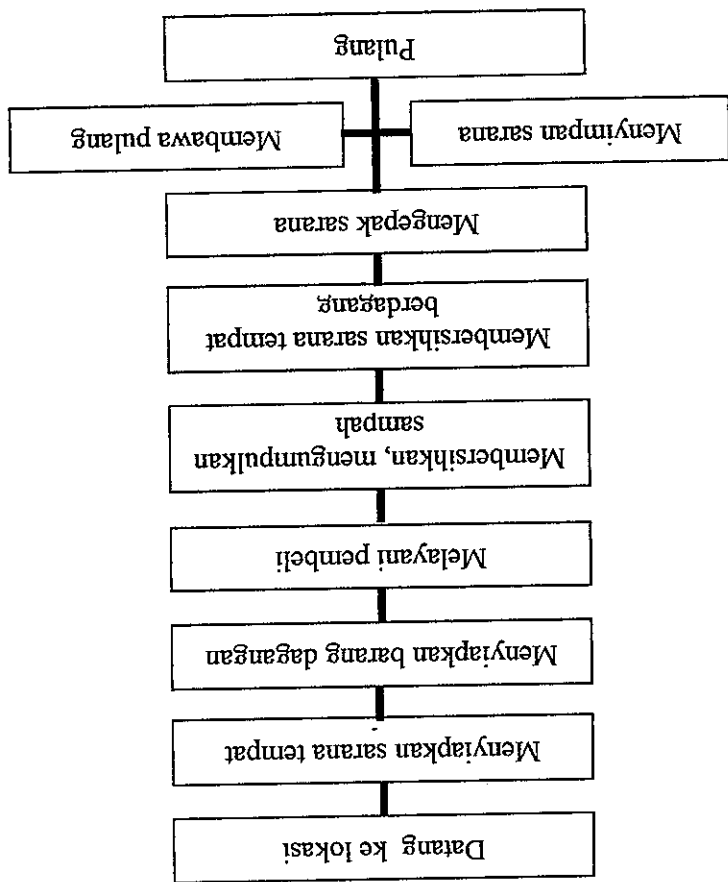 Datang ke lokasi
Menyiapkan sarana tempat
Menyiapkan barang dagangan
Melayani pembeli
Membersihkan, mengumpulkan
sampah
Membersihkan sarana tempat
berdagang
Mengepak sarana
Menyimpan sarana
Membawa pulang
Pulang